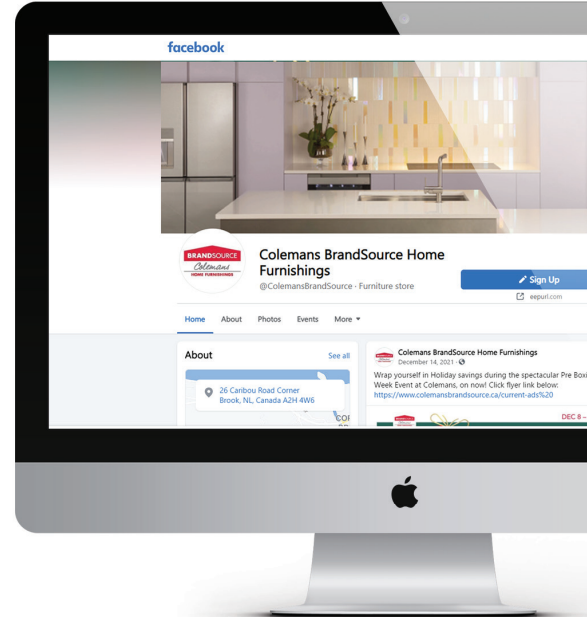 facebook
BRANDSOURCE
Colemans
HOME FURNISHINGS
Colemans BrandSource Home
Furnishings
@ColemansBrandSource · Furniture store
Sign Up
eepurl.com
Home About Photos Events More
About
See all
26 Caribou Road Corner
Brook, NL, Canada A2H 4W6
Colemans BrandSource Home Furnishings
December 14, 2021 ·
Wrap yourself in Holiday savings during the spectacular Pre Boxi
Week Event at Colemans, on now! Click flyer link below:
https://www.colemansbrandsource.ca/current-ads%20
DEC 8 –